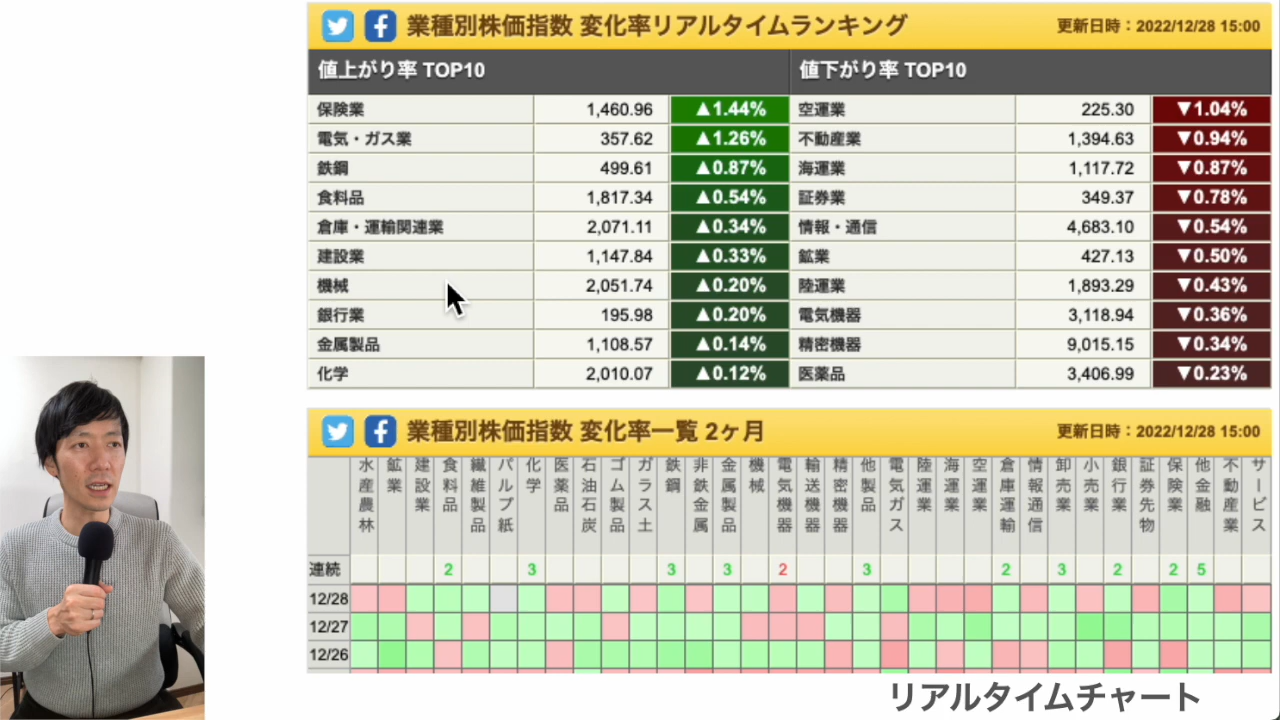 業種別株価指数 変化率リアルタイムランキング 更新日時：2022/12/28 15:00
値上がり率 TOP10 値下がり率 TOP10
保険業 1,460.96 ▲1.44% 空運業 225.30 ▼1.04%
電気・ガス業 357.62 ▲1.26% 不動産業 1,394.63 ▼0.94%
鉄鋼 499.61 ▲0.87% 海運業 1,117.72 ▼0.87%
食料品 1,817.34 ▲0.54% 証券業 349.37 ▼0.78%
倉庫・運輸関連業 2,071.11 ▲0.34% 情報・通信 4,683.10 ▼0.54%
建設業 1,147.84 ▲0.33% 鉱業 427.13 ▼0.50%
機械 2,051.74 ▲0.20% 陸運業 1,893.29 ▼0.43%
銀行業 195.98 ▲0.20% 電気機器 3,118.94 ▼0.36%
金属製品 1,108.57 ▲0.14% 精密機器 9,015.15 ▼0.34%
化学 2,010.07 ▲0.12% 医薬品 3,406.99 ▼0.23%
業種別株価指数 変化率一覧 2ヶ月 更新日時：2022/12/28 15:00
水産農林 鉱業 建設業 食料品 繊維製品 パルプ紙 化学 医薬品 石油石炭 ゴム製品 ガラス土 鉄鋼 非鉄金属 金属製品 機械 電気機器 輸送機器 精密機器 他製品 電気ガス 陸運業 海運業 空運業 倉庫運輸 情報通信 卸売業 小売業 銀行業 証券先物 保険業 他金融 不動産業 サービス
連続 2 3 3 3 2 3 2 3 2 2 5
12/28
12/27
12/26
リアルタイムチャート